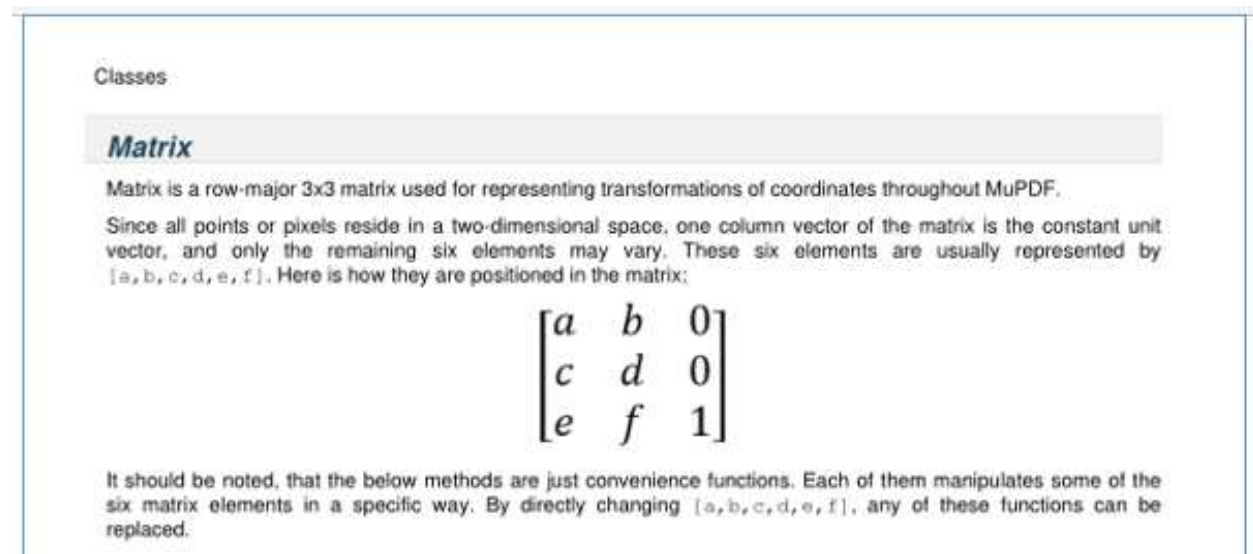 Classes
Matrix
Matrix is a row-major 3x3 matrix used for representing transformations of coordinates throughout MuPDF.
Since all points or pixels reside in a two-dimensional space, one column vector of the matrix is the constant unit
vector, and only the remaining six elements may vary. These six elements are usually represented by
[a,b,c,d,e,f]. Here is how they are positioned in the matrix:
a b 0
c d 0
e f 1
It should be noted, that the below methods are just convenience functions. Each of them manipulates some of the
six matrix elements in a specific way. By directly changing [a,b,c,d,e,f], any of these functions can be
replaced.